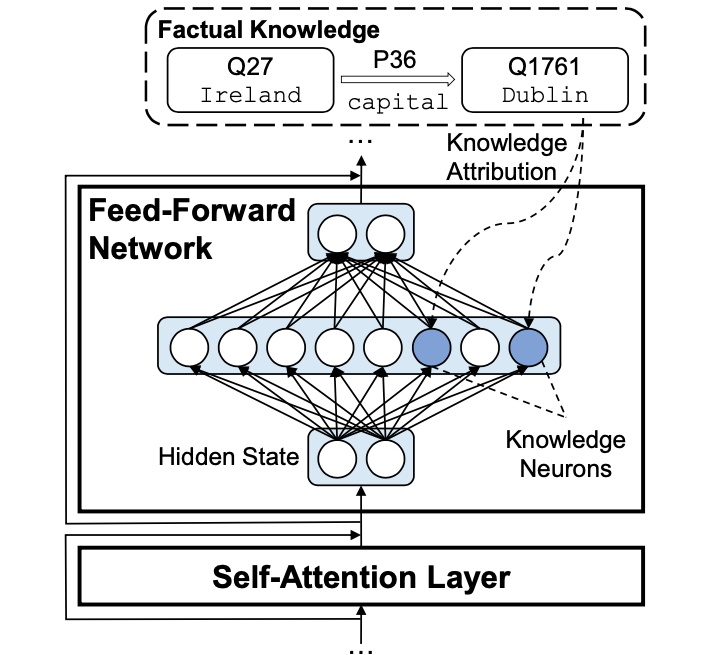 Factual Knowledge
Q27
Ireland
P36
capital
Q1761
Dublin
...
Knowledge
Attribution
Feed-Forward
Network
Hidden State
Knowledge
Neurons
Self-Attention Layer
...